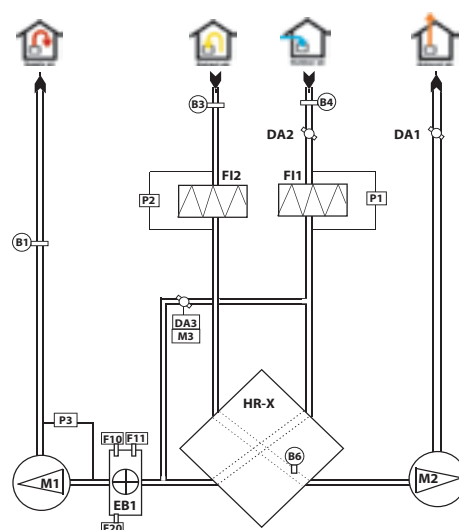 B3
B4
DA2
DA1
FI2
FI1
P2
P1
B1
DA3
M3
HR-X
P3
F10
F11
B6
M1
M2
EB1
F20